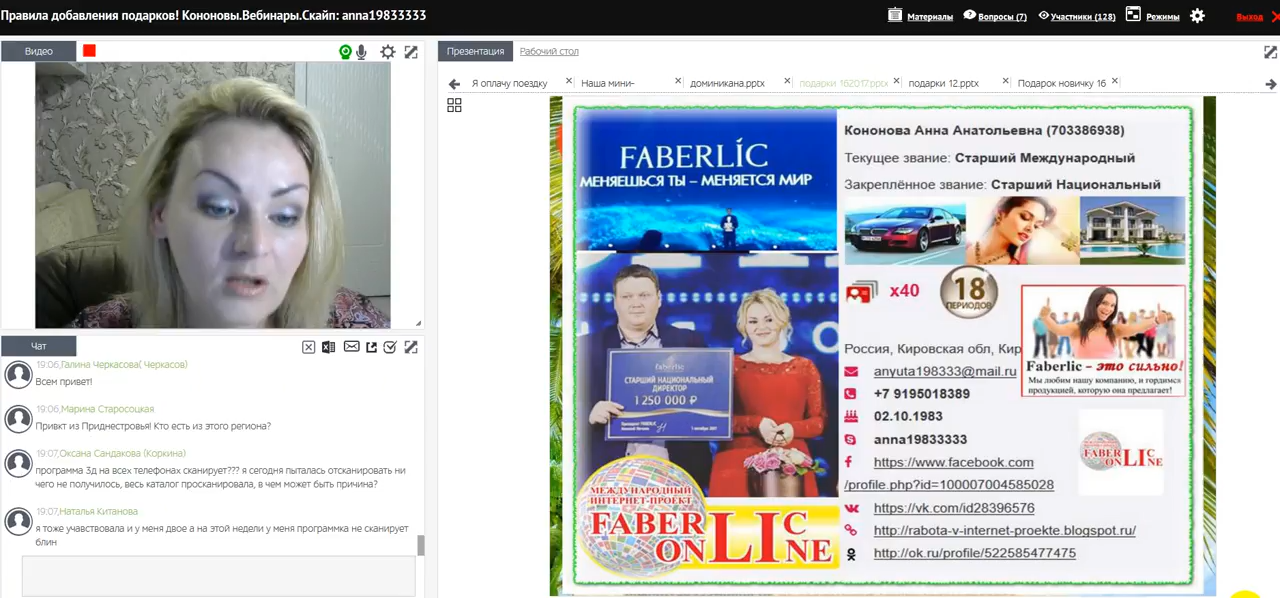 Правила добавления подарков! Кононовы.Вебинары.Скайп: anna19833333
Материалы
Вопросы (7)
Участники (128)
Режимы
Выход
Видео
Презентация
Рабочий стол
Я оплачу поездку
Наша мини-
доминикана.pptx
подарки 162017.pptx
подарки 12.pptx
Подарок новичку 16
FABERLIC
МЕНЯЕШЬСЯ ТЫ – МЕНЯЕТСЯ МИР
faberlic
СТАРШИЙ НАЦИОНАЛЬНЫЙ
ДИРЕКТОР
1 250 000 ₽
МЕЖДУНАРОДНЫЙ
ИНТЕРНЕТ-ПРОЕКТ
FABERLIC
ONLINE
Кононова Анна Анатольевна (703386938)
Текущее звание: Старший Международный
Закреплённое звание: Старший Национальный
x40
18
ПЕРИОДОВ
Россия, Кировская обл, Кир
anyuta198333@mail.ru
+7 9195018389
02.10.1983
anna19833333
https://www.facebook.com
/profile.php?id=100007004585028
https://vk.com/id28396576
http://rabota-v-internet-proekte.blogspot.ru/
http://ok.ru/profile/522585477475
Faberlic - это сильно!
Мы любим нашу компанию, и гордимся
продукцией, которую она предлагает!
FABERLIC
ONLINE
Чат
19:06,Галина Черкасова( Черкасов)
Всем привет!
19:06,Марина Старосоцкая
Привкт из Приднестровья! Кто есть из этого региона?
19:07,Оксана Сандакова (Коркина)
программа 3д на всех телефонах сканирует??? я сегодня пыталась отсканировать ни
чего не получилось, весь каталог просканировала, в чем может быть причина?
19:07,Наталья Китанова
я тоже учавствовала и у меня двое а на этой недели у меня программка не сканирует
блин